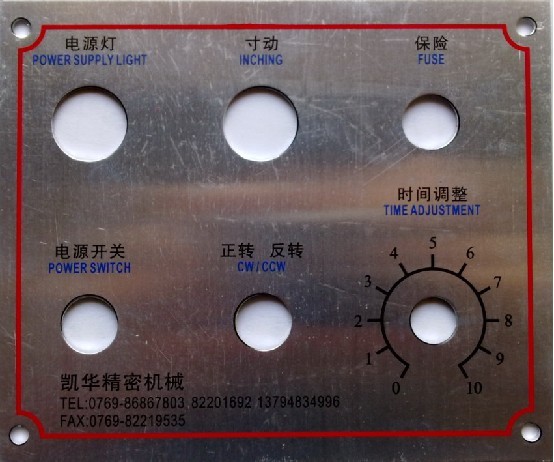 电源灯 寸动 保险
POWER SUPPLY LIGHT INCHING FUSE
时间调整
TIME ADJUSTMENT
电源开关 正转 反转
POWER SWITCH CW/CCW
0 1 2 3 4 5 6 7 8 9 10
凯华精密机械
TEL:0769-86867803 82201692 13794834996
FAX:0769-82219535